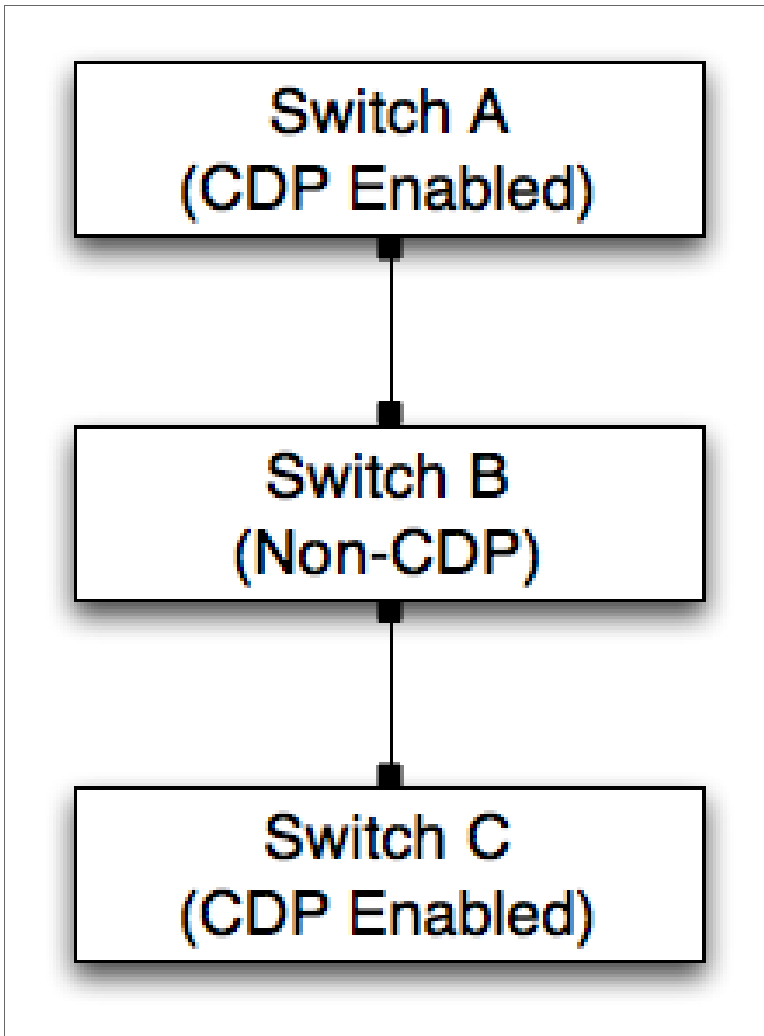 Switch A
(CDP Enabled)
Switch B
(Non-CDP)
Switch C
(CDP Enabled)